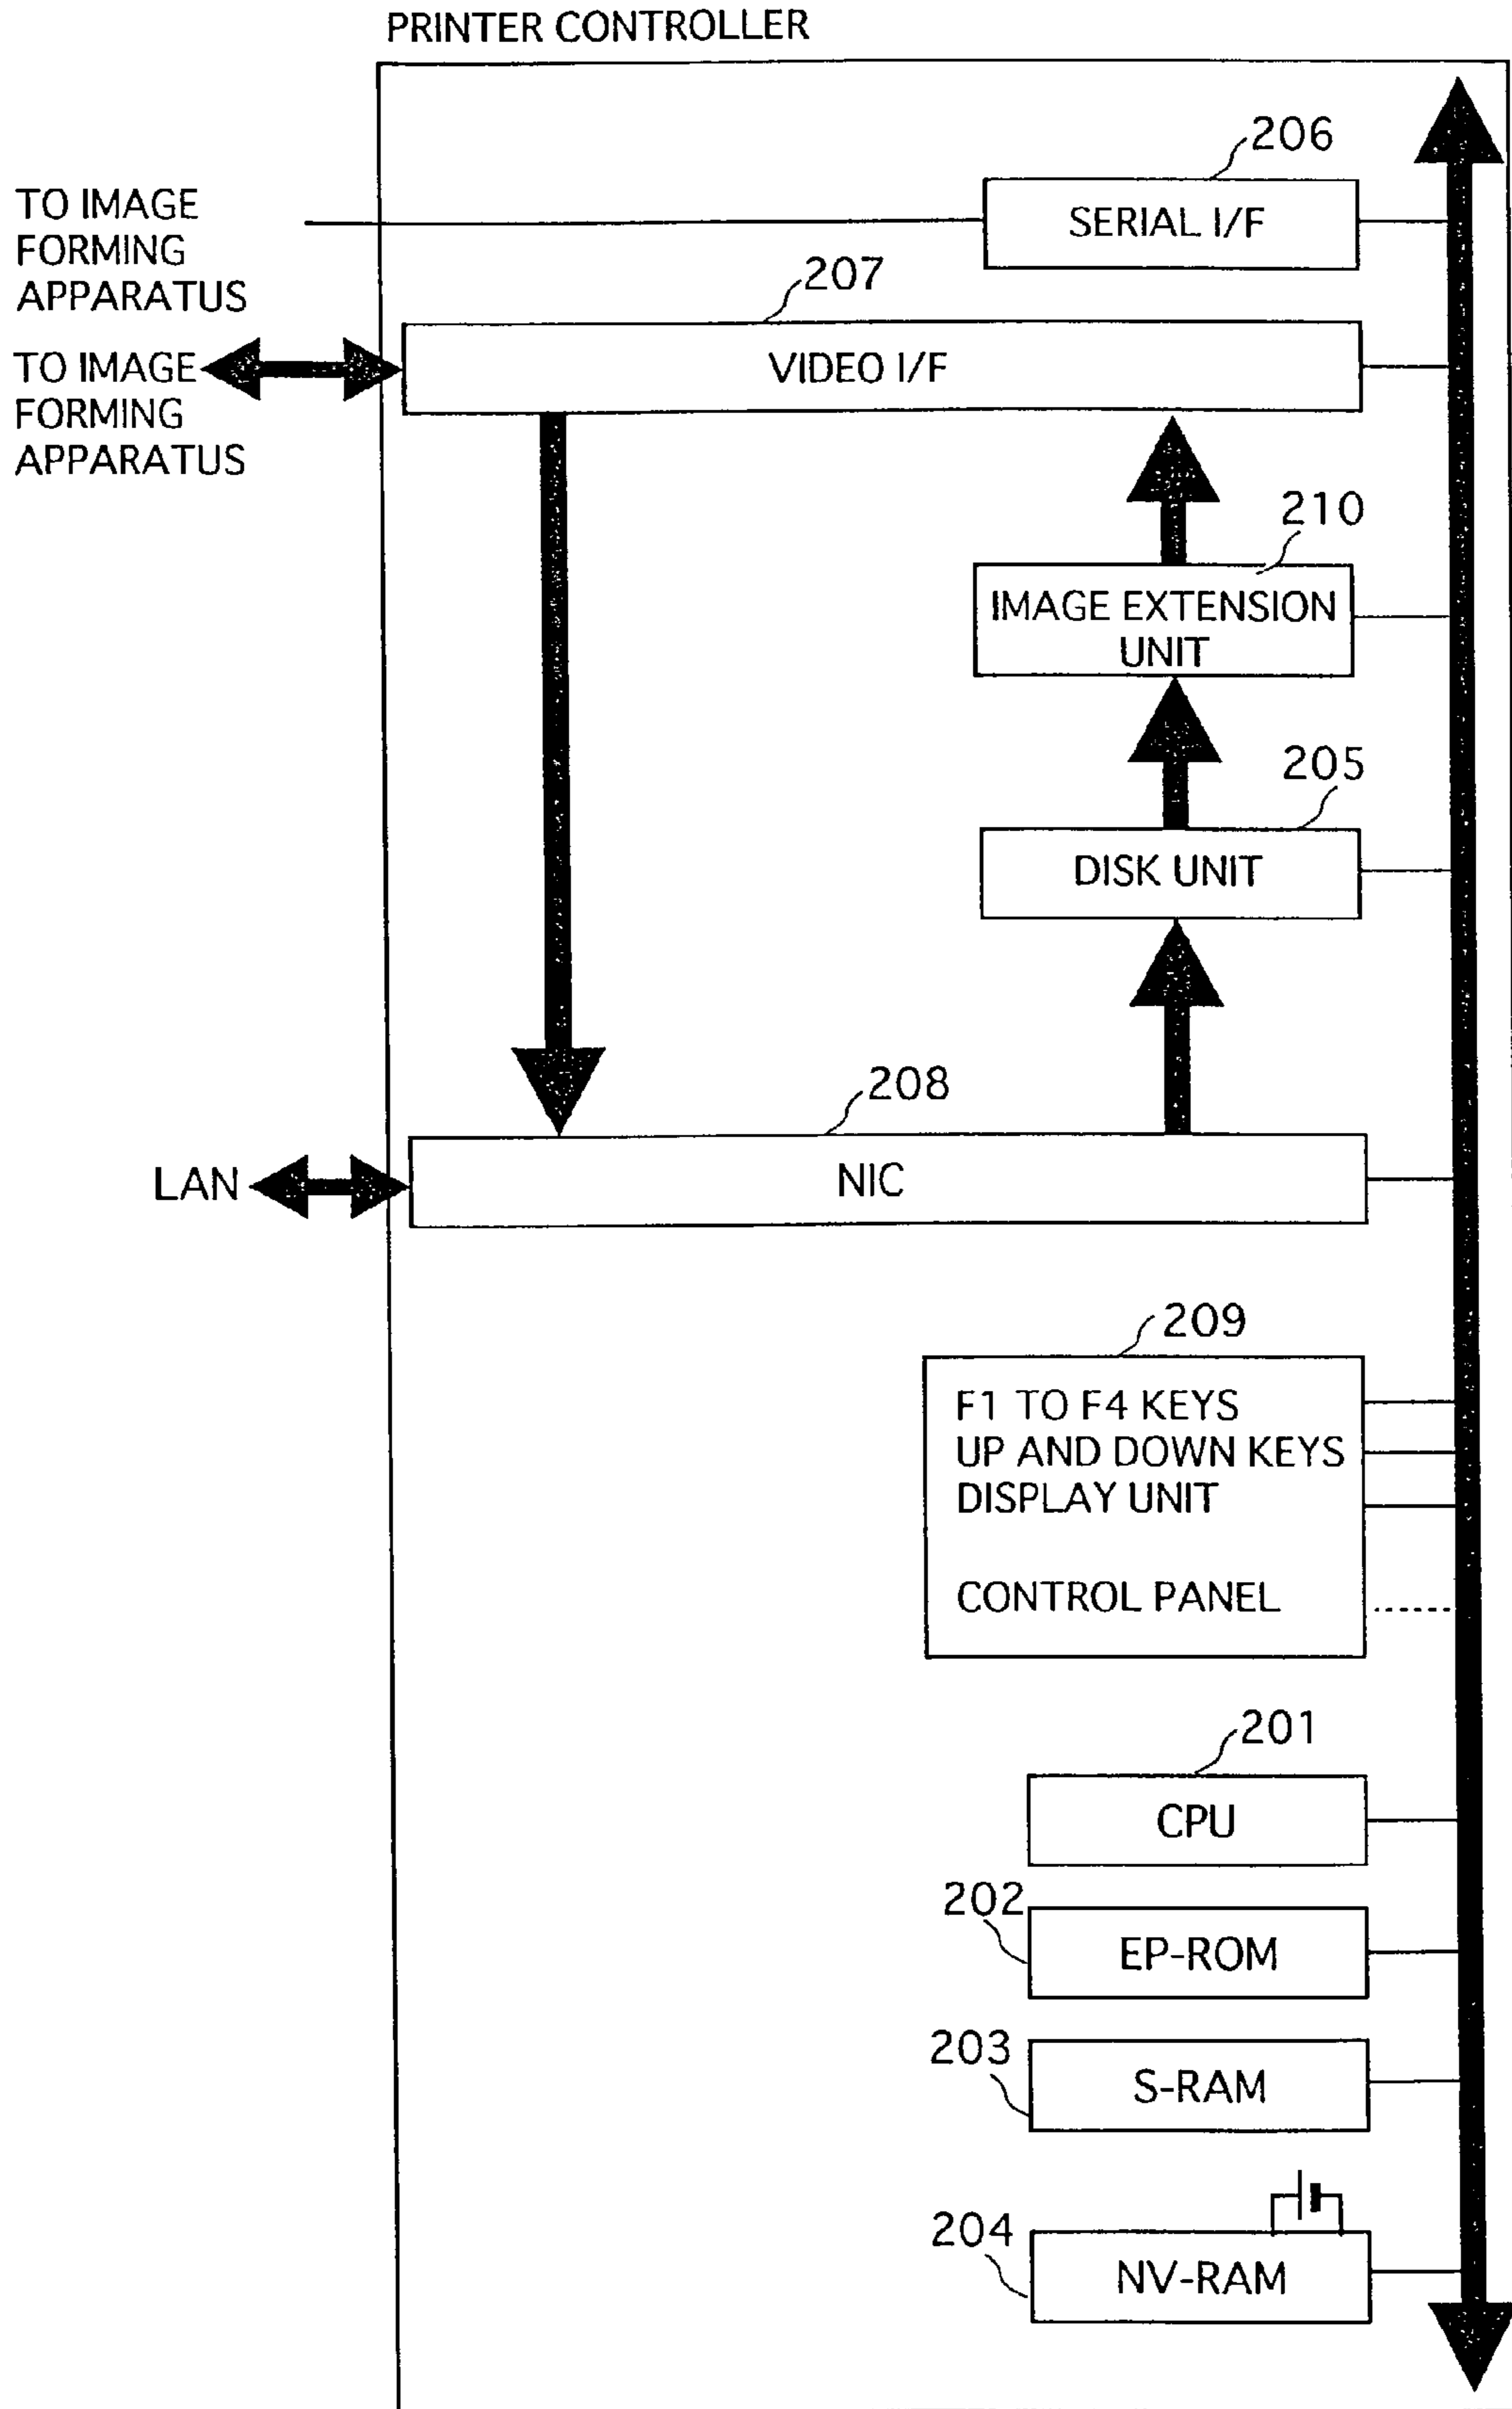 PRINTER CONTROLLER
206
TO IMAGE
FORMING
APPARATUS
SERIAL I/F
207
TO IMAGE
FORMING
APPARATUS
VIDEO I/F
210
IMAGE EXTENSION
UNIT
205
DISK UNIT
208
LAN
NIC
209
F1 TO F4 KEYS
UP AND DOWN KEYS
DISPLAY UNIT
CONTROL PANEL
201
CPU
202
EP-ROM
203
S-RAM
204
NV-RAM